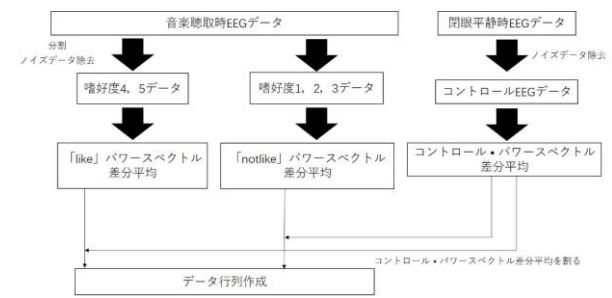 音楽聴取時EEGデータ
閉眼平静時EEGデータ
分割
ノイズデータ除去
ノイズデータ除去
嗜好度4，5データ
嗜好度1，2，3データ
コントロールEEGデータ
「like」パワースペクトル
差分平均
「notlike」パワースペクトル
差分平均
コントロール・パワースペクトル
差分平均
コントロール・パワースペクトル差分平均を割る
データ行列作成